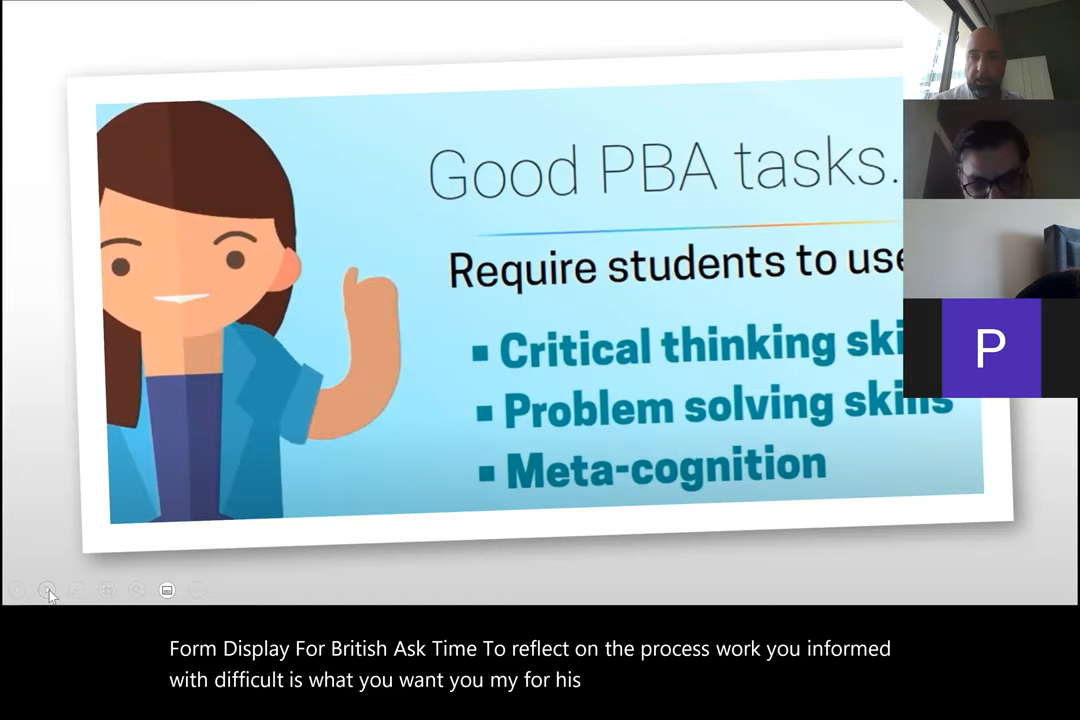 Good PBA tasks.
Require students to use
▪ Critical thinking ski
▪ Problem solving skills
▪ Meta-cognition
P
Form Display For British Ask Time To reflect on the process work you informed
with difficult is what you want you my for his